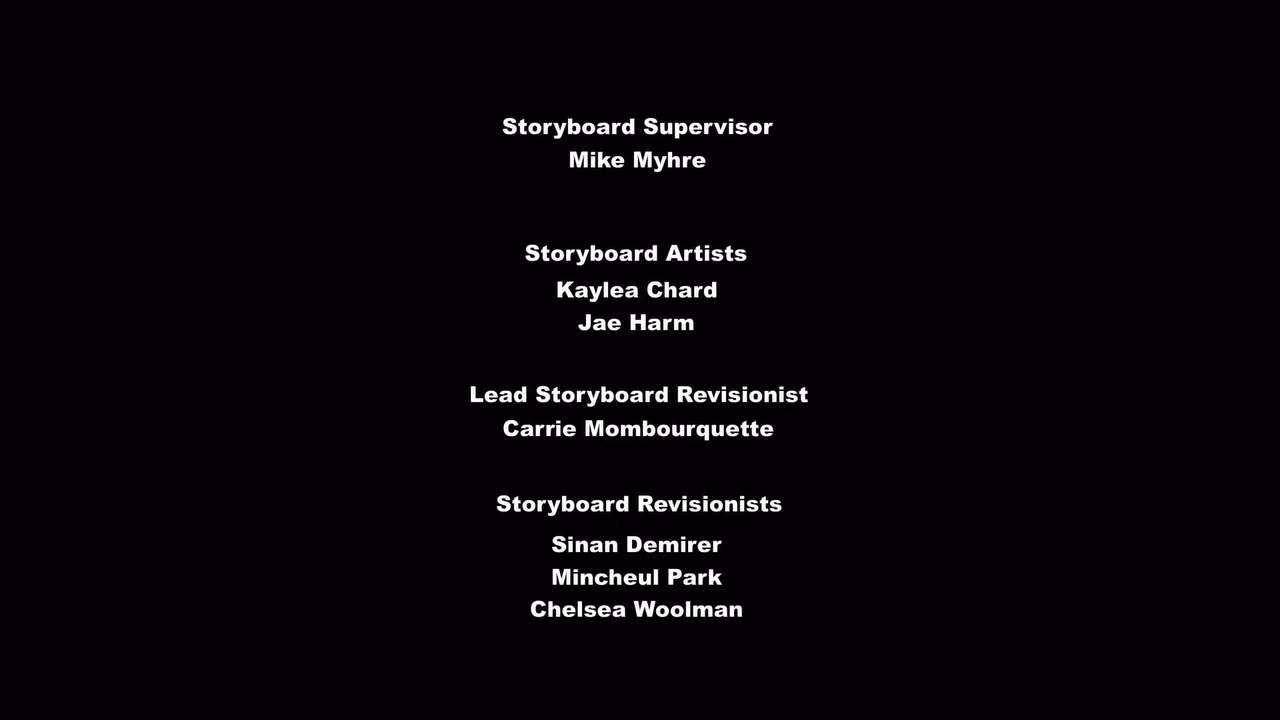 Storyboard Supervisor
Mike Myhre
Storyboard Artists
Kaylea Chard
Jae Harm
Lead Storyboard Revisionist
Carrie Mombourquette
Storyboard Revisionists
Sinan Demirer
Mincheul Park
Chelsea Woolman